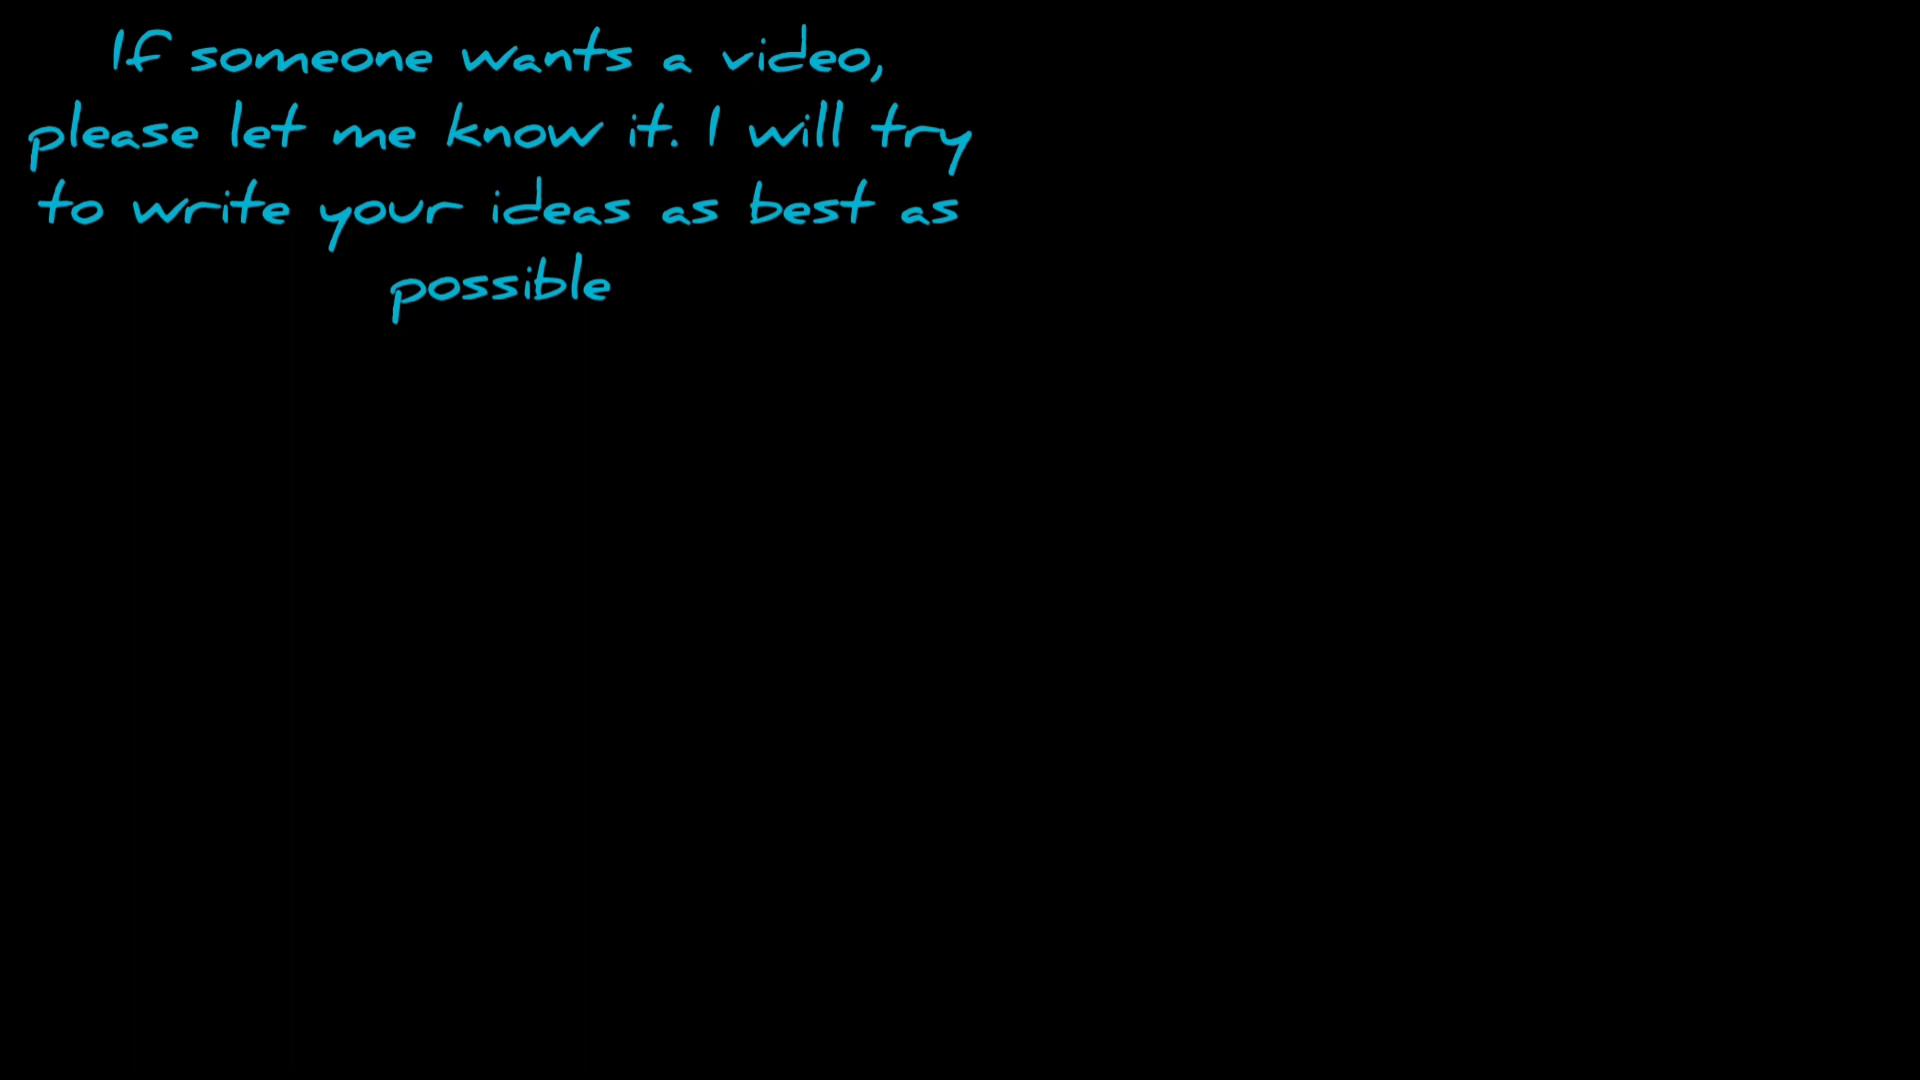 If someone wants a video,
please let me know it. I will try
to write your ideas as best as
possible